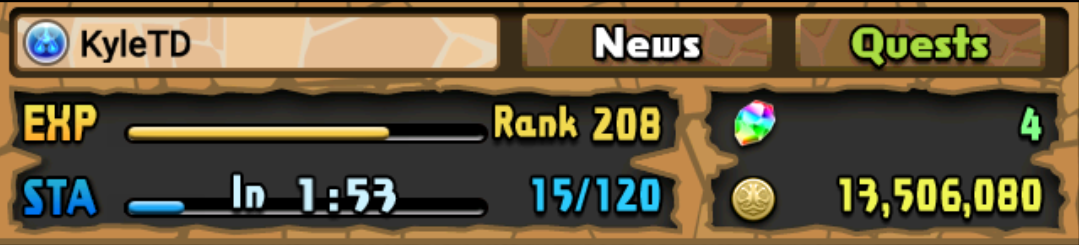 KyleTD News Quests
EXP Rank 208 4
STA In 1:53 15/120 13,506,080